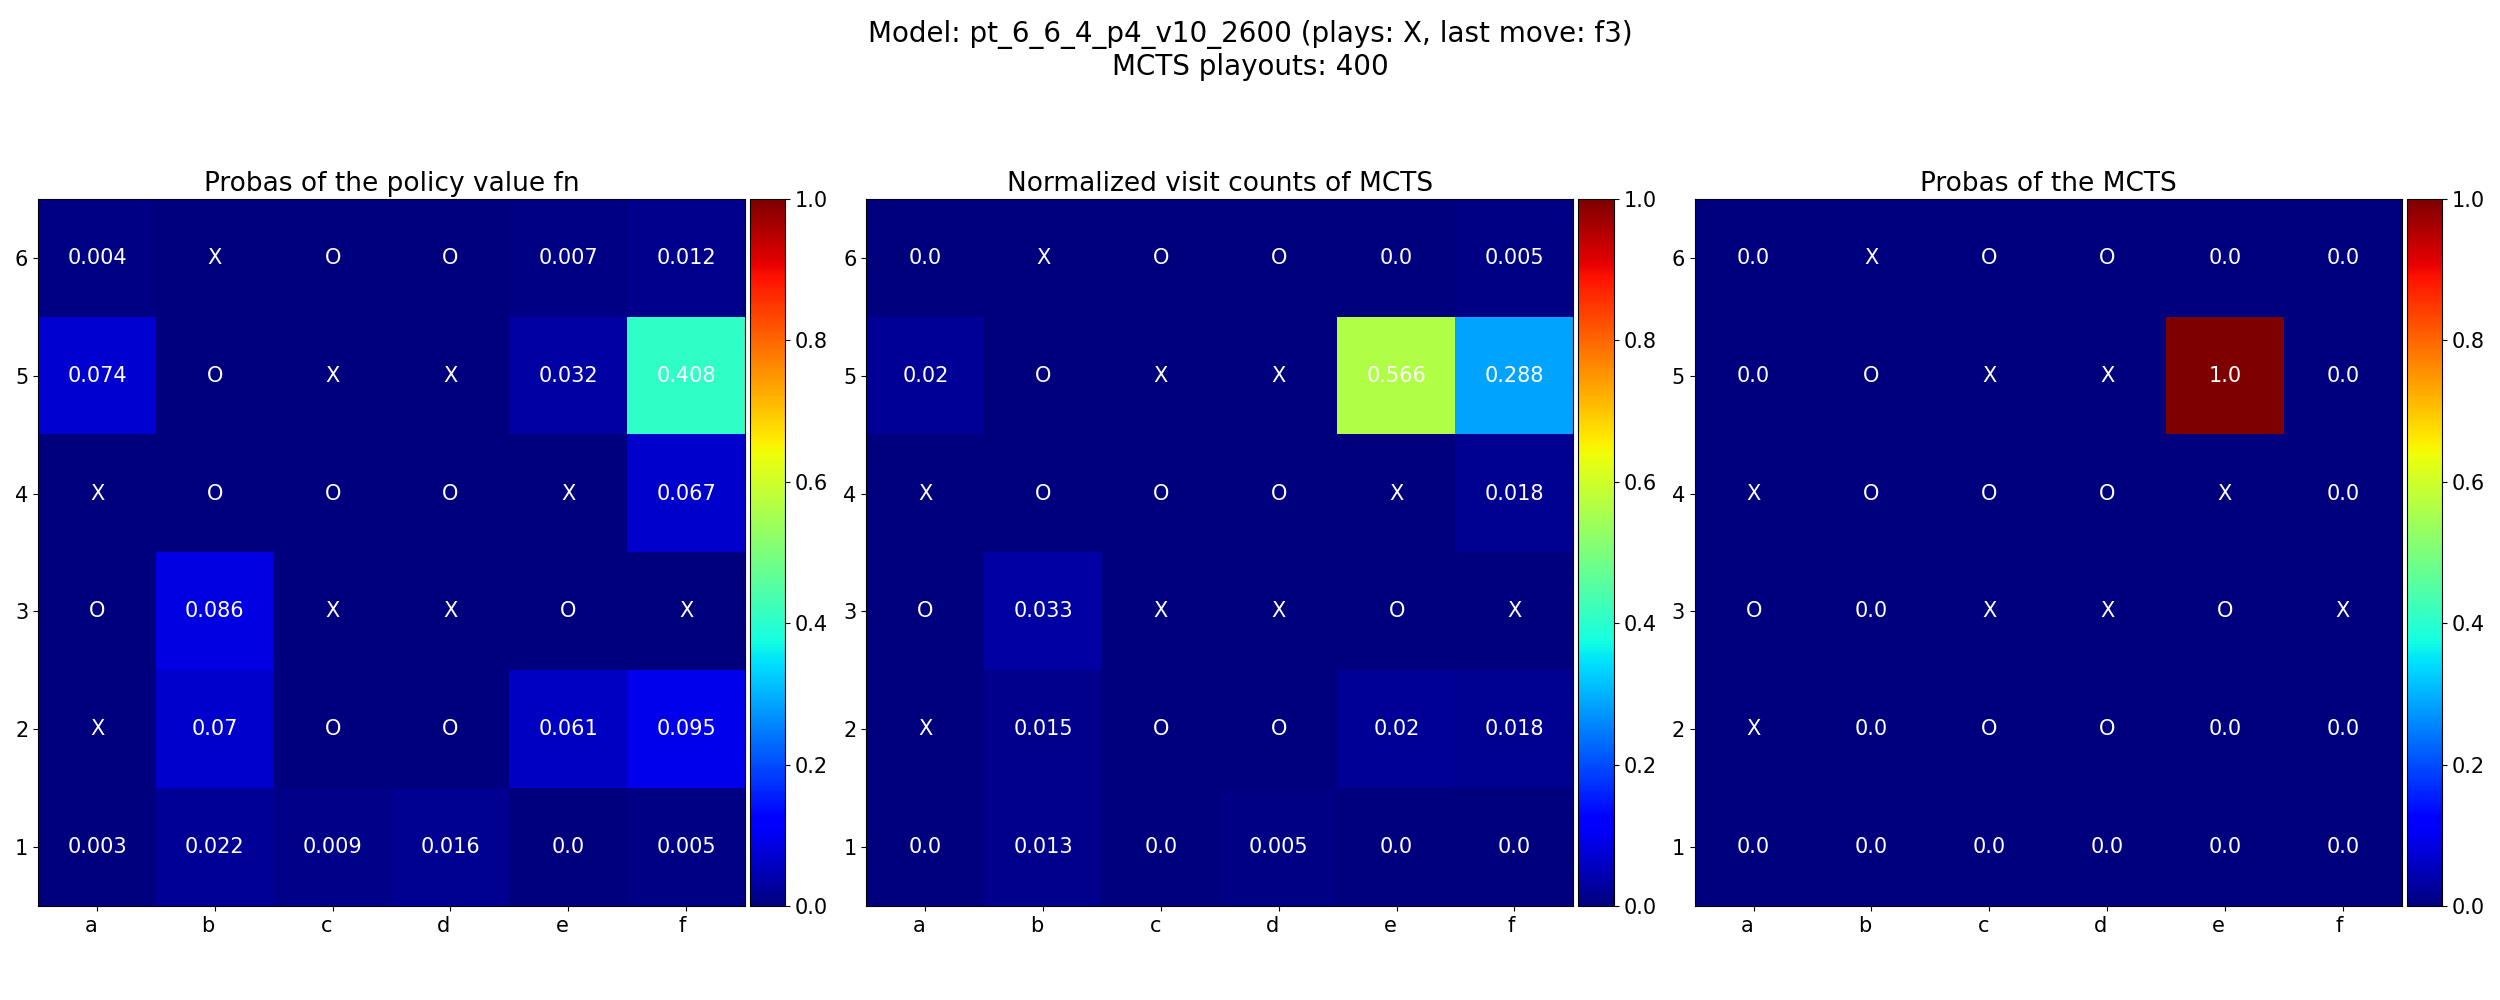 Model: pt_6_6_4_p4_v10_2600 (plays: X, last move: f3)
MCTS playouts: 400
Probas of the policy value fn
6 0.004 X O O 0.007 0.012
5 0.074 O X X 0.032 0.408
4 X O O O X 0.067
3 O 0.086 X X O X
2 X 0.07 O O 0.061 0.095
1 0.003 0.022 0.009 0.016 0.0 0.005
a b c d e f
1.0
0.8
0.6
0.4
0.2
0.0
Normalized visit counts of MCTS
6 0.0 X O O 0.0 0.005
5 0.02 O X X 0.566 0.288
4 X O O O X 0.018
3 O 0.033 X X O X
2 X 0.015 O O 0.02 0.018
1 0.0 0.013 0.0 0.005 0.0 0.0
a b c d e f
1.0
0.8
0.6
0.4
0.2
0.0
Probas of the MCTS
6 0.0 X O O 0.0 0.0
5 0.0 O X X 1.0 0.0
4 X O O O X 0.0
3 O 0.0 X X O X
2 X 0.0 O O 0.0 0.0
1 0.0 0.0 0.0 0.0 0.0 0.0
a b c d e f
1.0
0.8
0.6
0.4
0.2
0.0